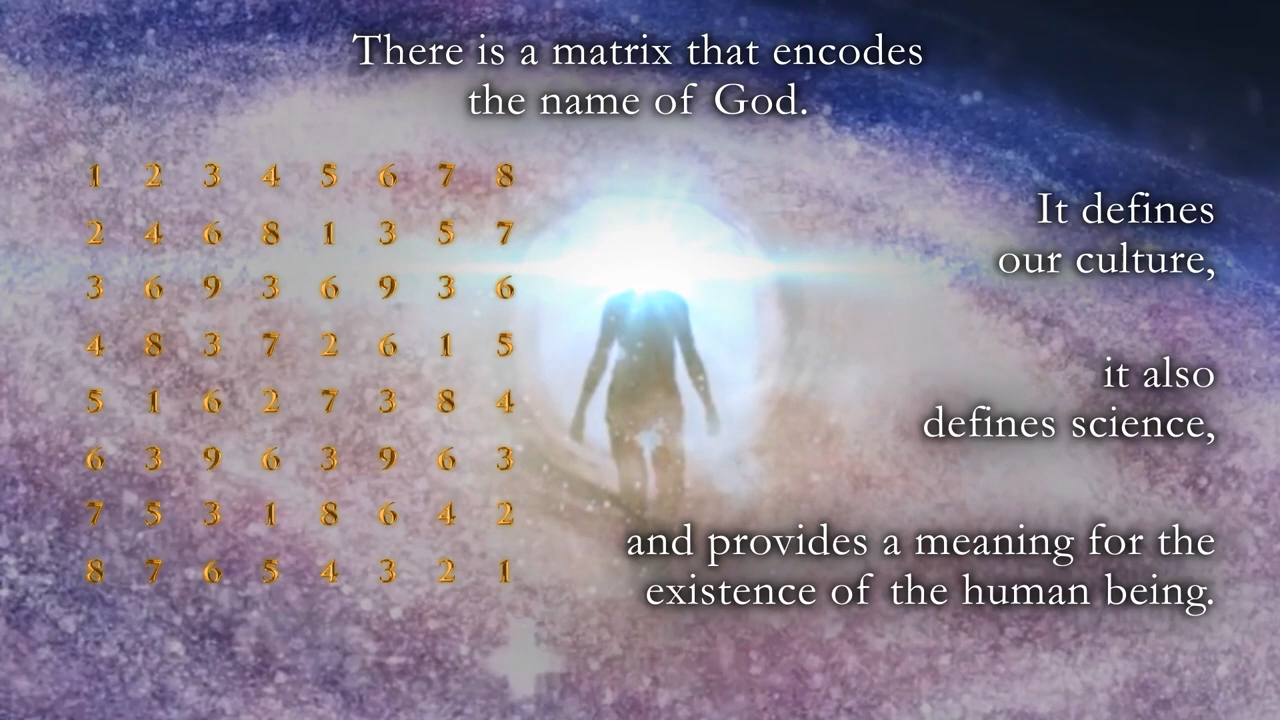 There is a matrix that encodes
the name of God.
1 2 3 4 5 6 7 8
2 4 6 8 1 3 5 7
3 6 9 3 6 9 3 6
4 8 3 7 2 6 1 5
5 1 6 2 7 3 8 4
6 3 9 6 3 9 6 3
7 5 3 1 8 6 4 2
8 7 6 5 4 3 2 1
It defines
our culture,
it also
defines science,
and provides a meaning for the
existence of the human being.